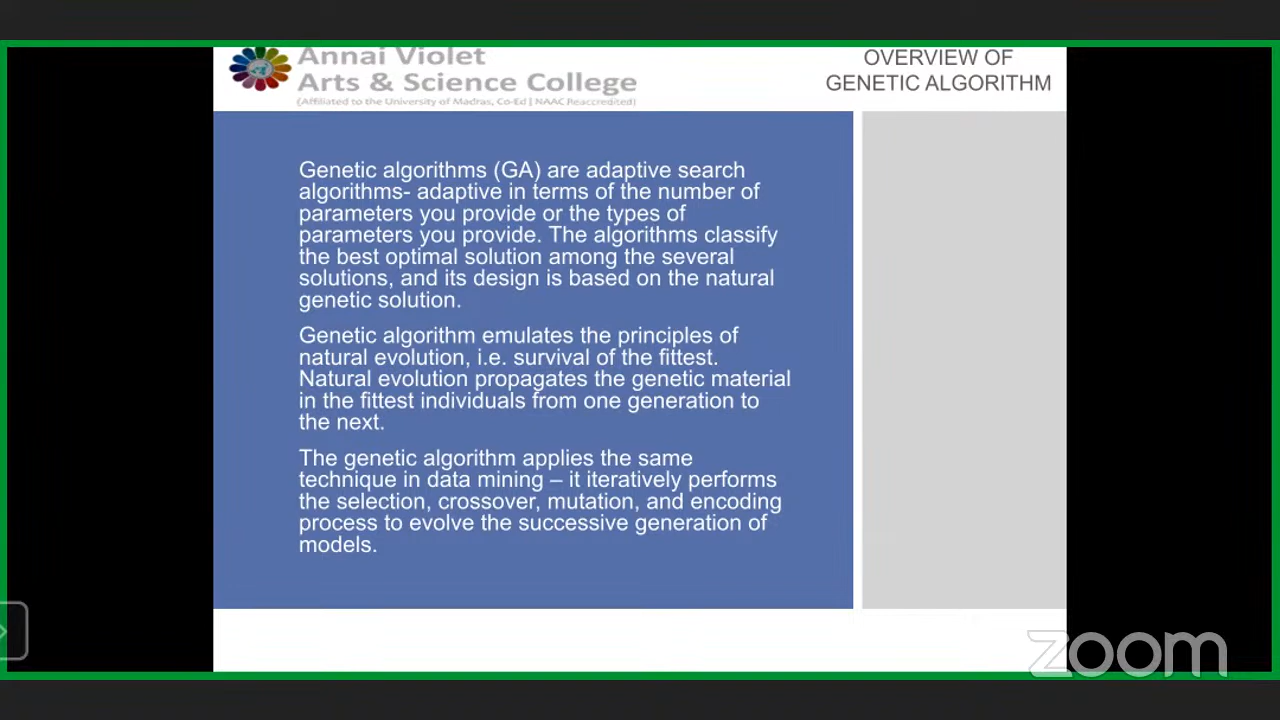 Annai Violet
Arts & Science College
(Affiliated to the University of Madras, Co-Ed | NAAC Reaccredited)
OVERVIEW OF
GENETIC ALGORITHM
Genetic algorithms (GA) are adaptive search
algorithms- adaptive in terms of the number of
parameters you provide or the types of
parameters you provide. The algorithms classify
the best optimal solution among the several
solutions, and its design is based on the natural
genetic solution.
Genetic algorithm emulates the principles of
natural evolution, i.e. survival of the fittest.
Natural evolution propagates the genetic material
in the fittest individuals from one generation to
the next.
The genetic algorithm applies the same
technique in data mining – it iteratively performs
the selection, crossover, mutation, and encoding
process to evolve the successive generation of
models.
zoom